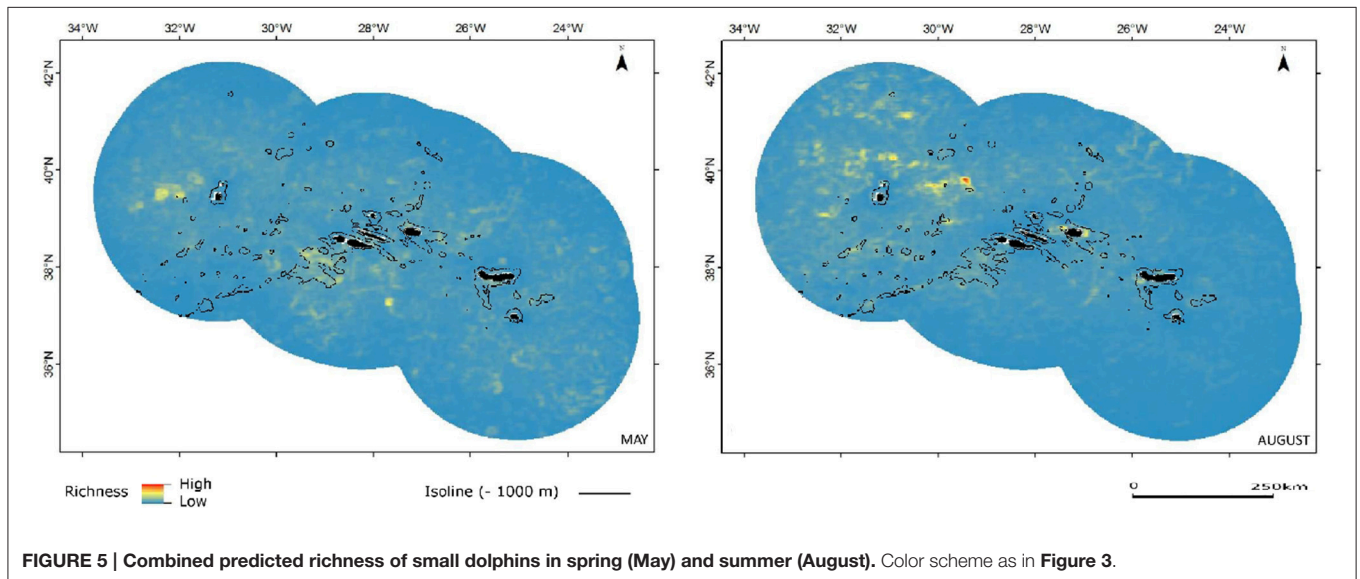 34°W 32°W 30°W 28°W 26°W 24°W
34°W 32°W 30°W 28°W 26°W 24°W
N
N
42°N
42°N
40°N
40°N
38°N
38°N
36°N
36°N
MAY
AUGUST
Richness High
Low
Isoline (- 1000 m)
0 250km
FIGURE 5 | Combined predicted richness of small dolphins in spring (May) and summer (August). Color scheme as in Figure 3.